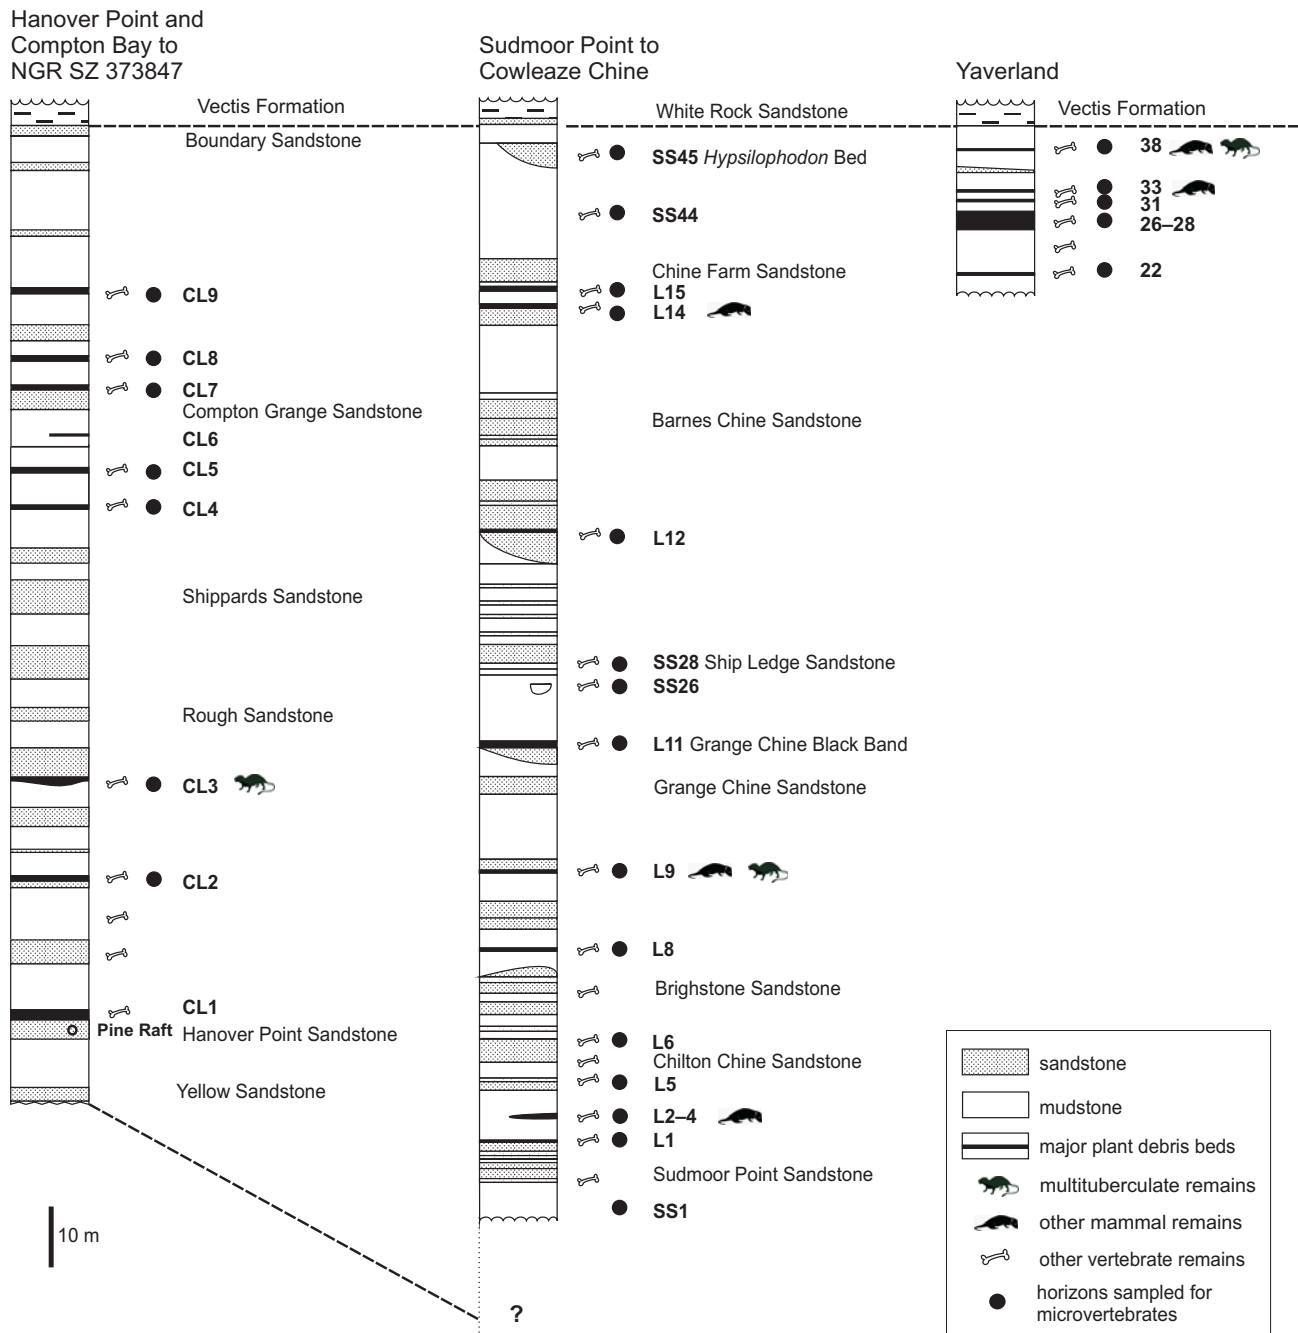 Hanover Point and
Compton Bay to
NGR SZ 373847
Vectis Formation
Boundary Sandstone
CL9
CL8
CL7
Compton Grange Sandstone
CL6
CL5
CL4
Shippards Sandstone
Rough Sandstone
CL3
CL2
CL1
Pine Raft Hanover Point Sandstone
Yellow Sandstone
10 m
Sudmoor Point to
Cowleaze Chine
White Rock Sandstone
SS45 Hypsilophodon Bed
SS44
Chine Farm Sandstone
L15
L14
Barnes Chine Sandstone
L12
SS28 Ship Ledge Sandstone
SS26
L11 Grange Chine Black Band
Grange Chine Sandstone
L9
L8
Brighstone Sandstone
L6
Chilton Chine Sandstone
L5
L2–4
L1
Sudmoor Point Sandstone
SS1
?
Yaverland
Vectis Formation
38
33
31
26–28
22
sandstone
mudstone
major plant debris beds
multituberculate remains
other mammal remains
other vertebrate remains
horizons sampled for
microvertebrates